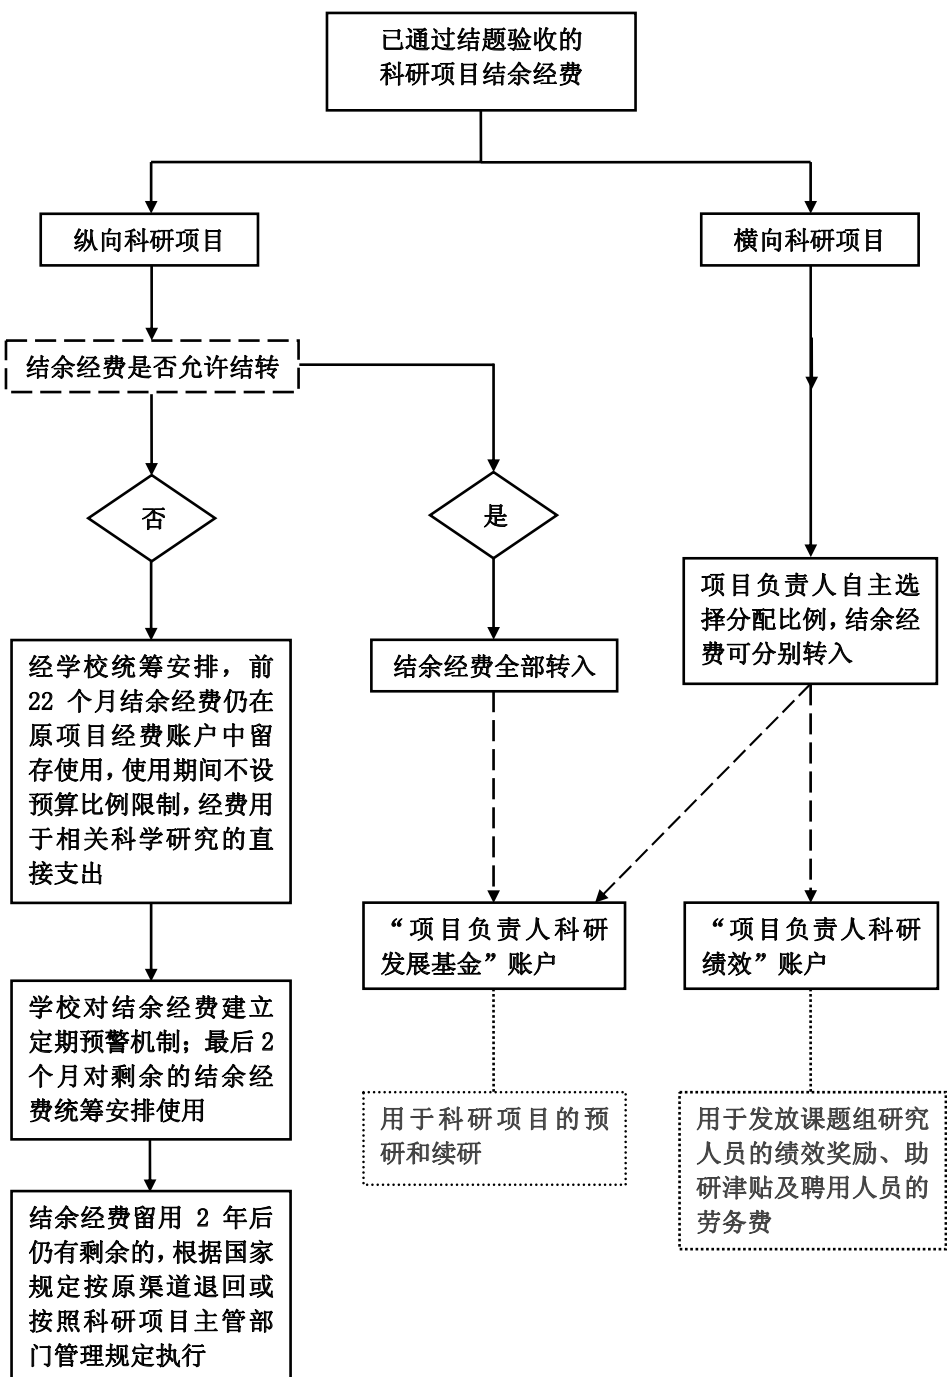 已通过结题验收的
科研项目结余经费
纵向科研项目
横向科研项目
结余经费是否允许结转
否
是
项目负责人自主选
择分配比例，结余经
费可分别转入
经学校统筹安排，前
22 个月结余经费仍在
原项目经费账户中留
存使用，使用期间不设
预算比例限制，经费用
于相关科学研究的直
接支出
结余经费全部转入
“项目负责人科研
发展基金”账户
“项目负责人科研
绩效”账户
学校对结余经费建立
定期预警机制；最后 2
个月对剩余的结余经
费统筹安排使用
用于科研项目的预
研和续研
用于发放课题组研究
人员的绩效奖励、助
研津贴及聘用人员的
劳务费
结余经费留用 2 年后
仍有剩余的，根据国家
规定按原渠道退回或
按照科研项目主管部
门管理规定执行